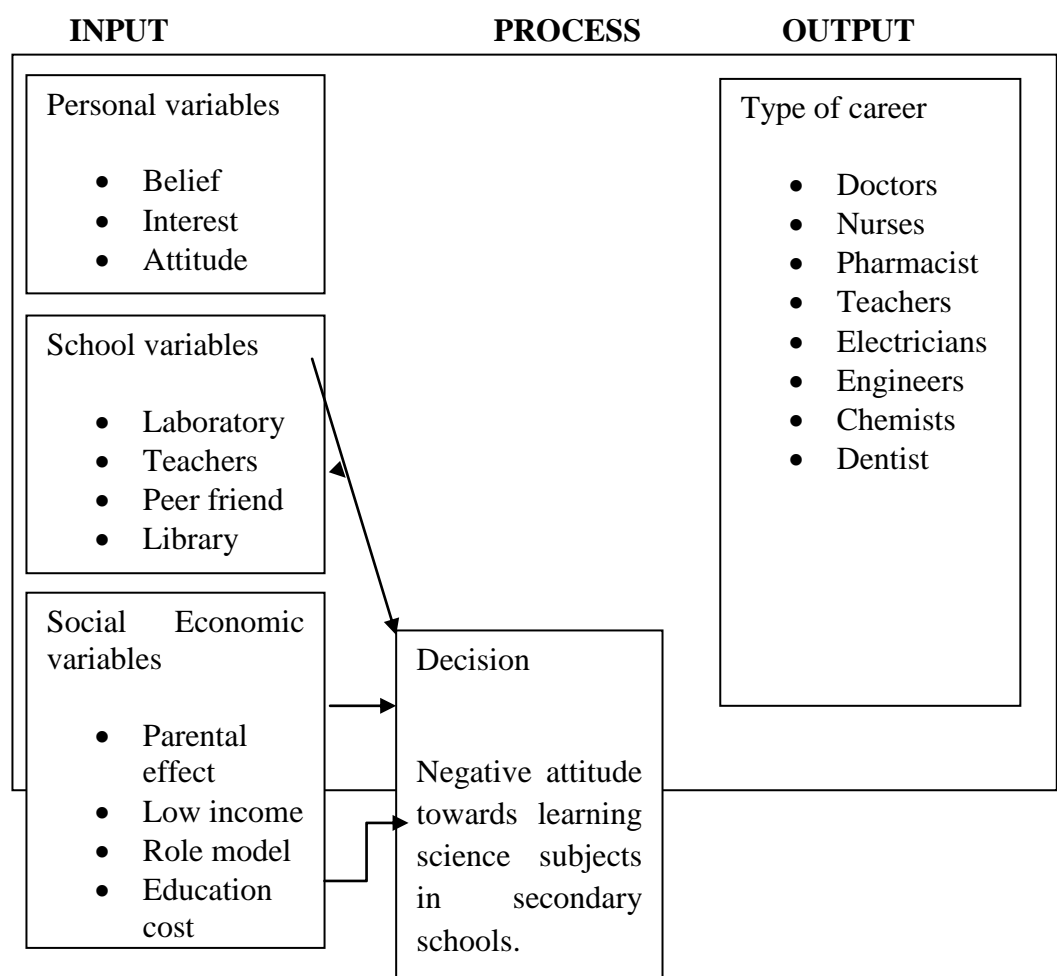 INPUT PROCESS OUTPUT
Personal variables
• Belief
• Interest
• Attitude
School variables
• Laboratory
• Teachers
• Peer friend
• Library
Social Economic
variables
• Parental
effect
• Low income
• Role model
• Education
cost
Decision
Negative attitude
towards learning
science subjects
in secondary
schools.
Type of career
• Doctors
• Nurses
• Pharmacist
• Teachers
• Electricians
• Engineers
• Chemists
• Dentist